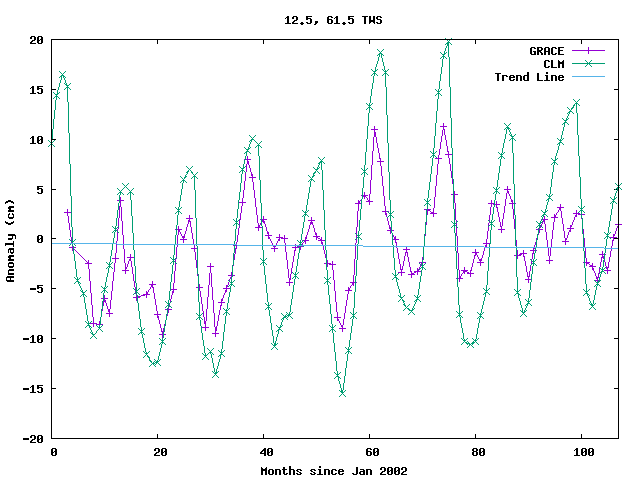 12.5, 61.5 TWS
GRACE
CLM
Trend Line
Anomaly (cm)
20
15
10
5
0
-5
-10
-15
-20
0 20 40 60 80 100
Months since Jan 2002